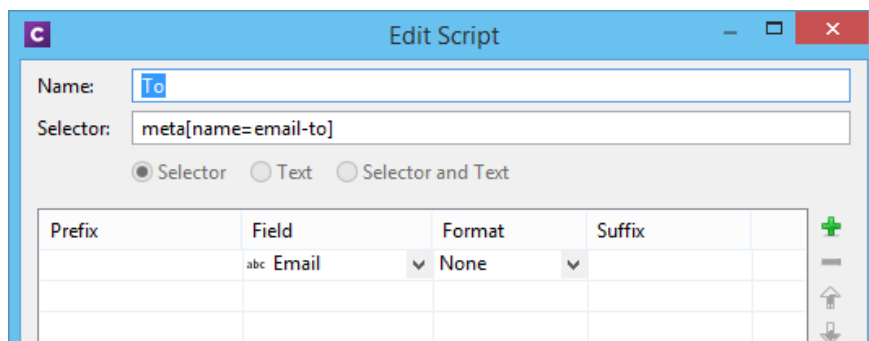 C Edit Script
Name: To
Selector: meta[name=email-to]
Selector Text Selector and Text
Prefix Field Format Suffix
abc Email None